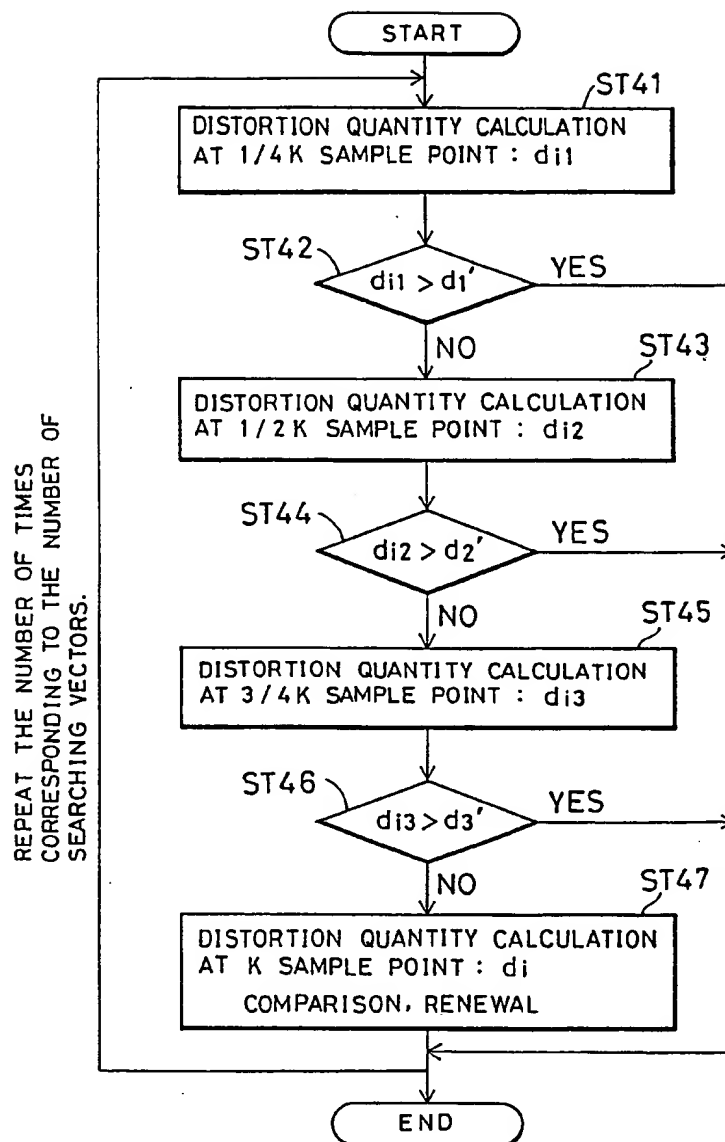 START
ST41
DISTORTION QUANTITY CALCULATION
AT 1/4K SAMPLE POINT : di1
ST42
di1 > d1'
YES
NO
ST43
DISTORTION QUANTITY CALCULATION
AT 1/2K SAMPLE POINT : di2
ST44
di2 > d2'
YES
NO
ST45
DISTORTION QUANTITY CALCULATION
AT 3/4K SAMPLE POINT : di3
ST46
di3 > d3'
YES
NO
ST47
DISTORTION QUANTITY CALCULATION
AT K SAMPLE POINT : di
COMPARISON, RENEWAL
END
REPEAT THE NUMBER OF TIMES
CORRESPONDING TO THE NUMBER OF
SEARCHING VECTORS.